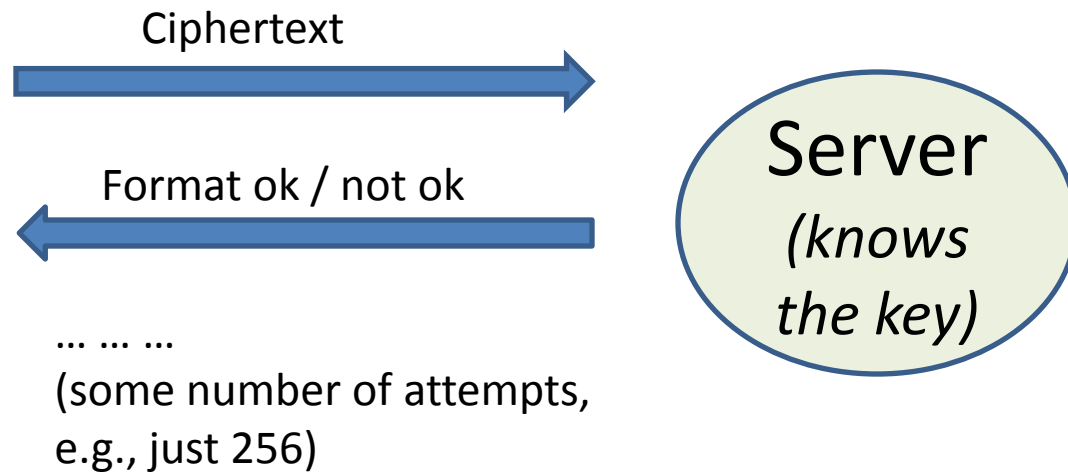 Ciphertext
Format ok / not ok
… … …
(some number of attempts,
e.g., just 256)
Server
(knows
the key)